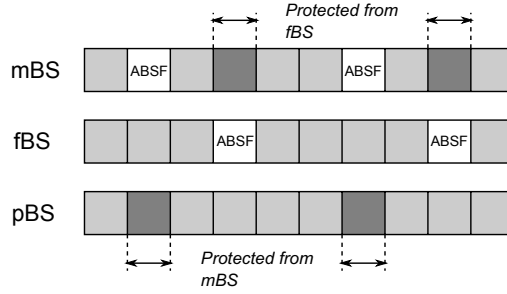 Protected from
fBS
mBS ABSF ABSF
fBS ABSF ABSF
pBS
Protected from
mBS